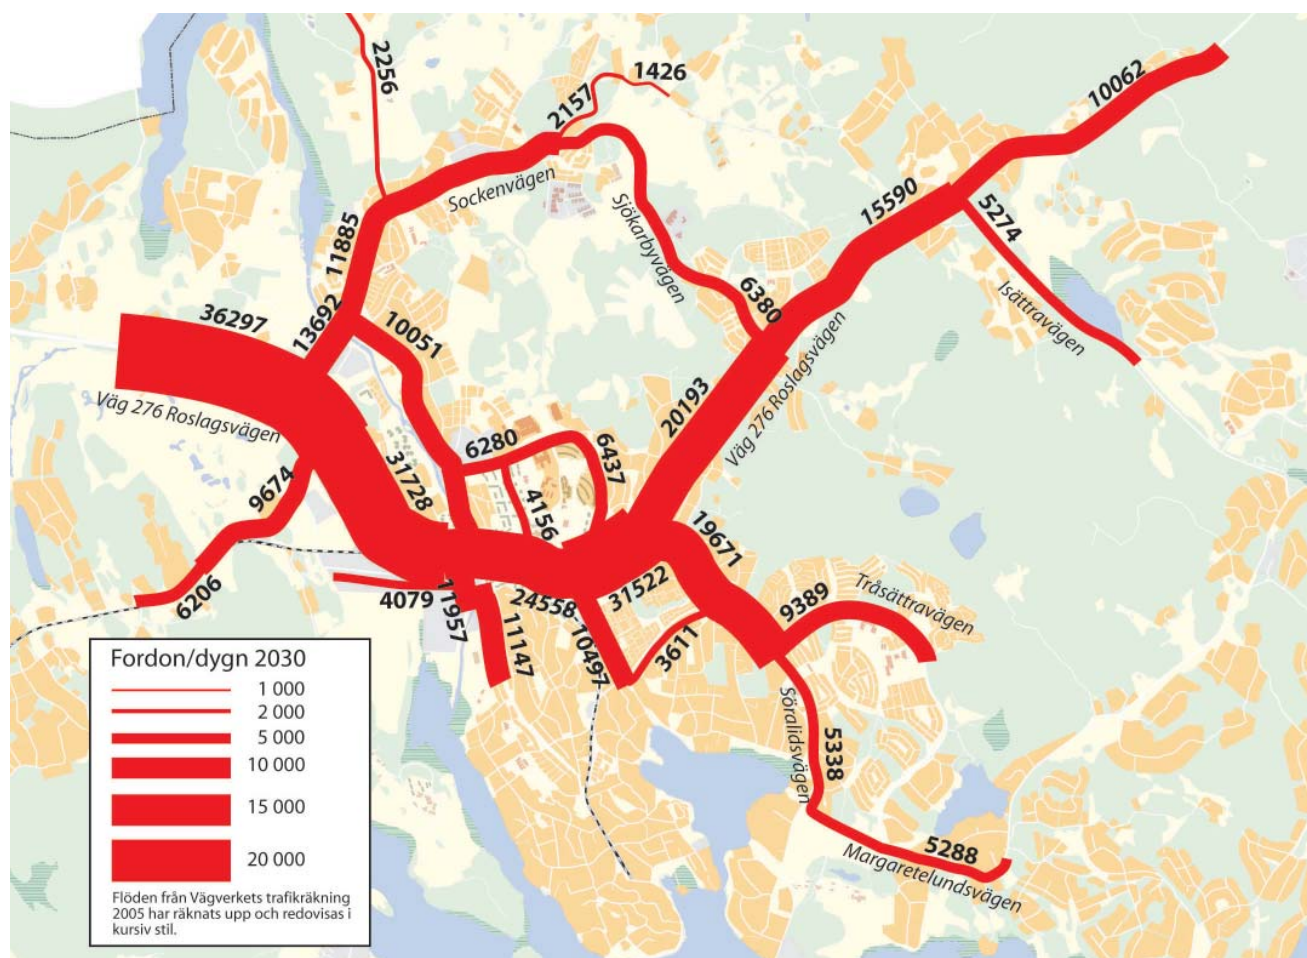 2256
1426
2157
10062
Sockenvägen
15590
5274
11885
Sjökarbyvägen
6380
Isättravägen
36297
13692
10051
Väg 276 Roslagsvägen
20193
Väg 276 Roslagsvägen
6280
6437
31728
9674
4156
19671
6206
4079
11957
24558
31522
11147
10497
3611
9389
Tråsättravägen
Söralidsvägen
5338
5288
Margaretelundsvägen
Fordon/dygn 2030
1 000
2 000
5 000
10 000
15 000
20 000
Flöden från Vägverkets trafikräkning
2005 har räknats upp och redovisas i
kursiv stil.